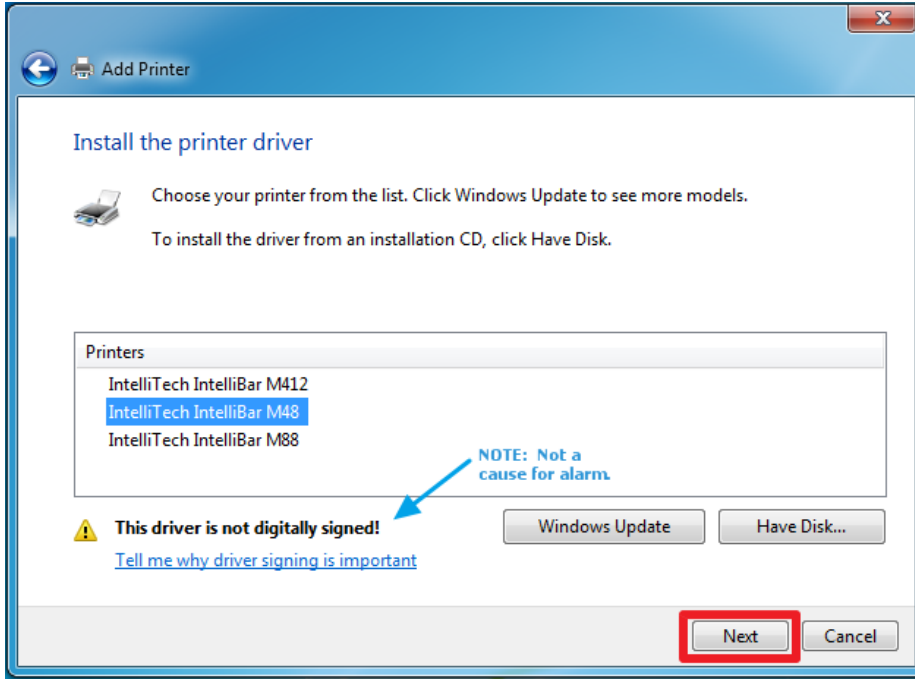 Add Printer
Install the printer driver
Choose your printer from the list. Click Windows Update to see more models.
To install the driver from an installation CD, click Have Disk.
Printers
IntelliTech IntelliBar M412
IntelliTech IntelliBar M48
IntelliTech IntelliBar M88
NOTE: Not a
cause for alarm.
This driver is not digitally signed!
Windows Update
Have Disk...
Tell me why driver signing is important
Next
Cancel